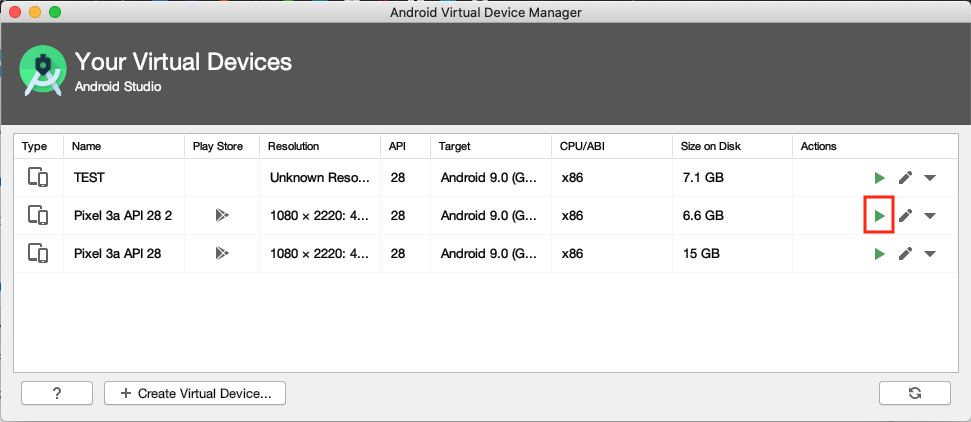 Android Virtual Device Manager
Your Virtual Devices
Android Studio
Type Name Play Store Resolution API Target CPU/ABI Size on Disk Actions
TEST Unknown Reso... 28 Android 9.0 (G... x86 7.1 GB
Pixel 3a API 28 2 1080 × 2220: 4... 28 Android 9.0 (G... x86 6.6 GB
Pixel 3a API 28 1080 × 2220: 4... 28 Android 9.0 (G... x86 15 GB
? + Create Virtual Device...